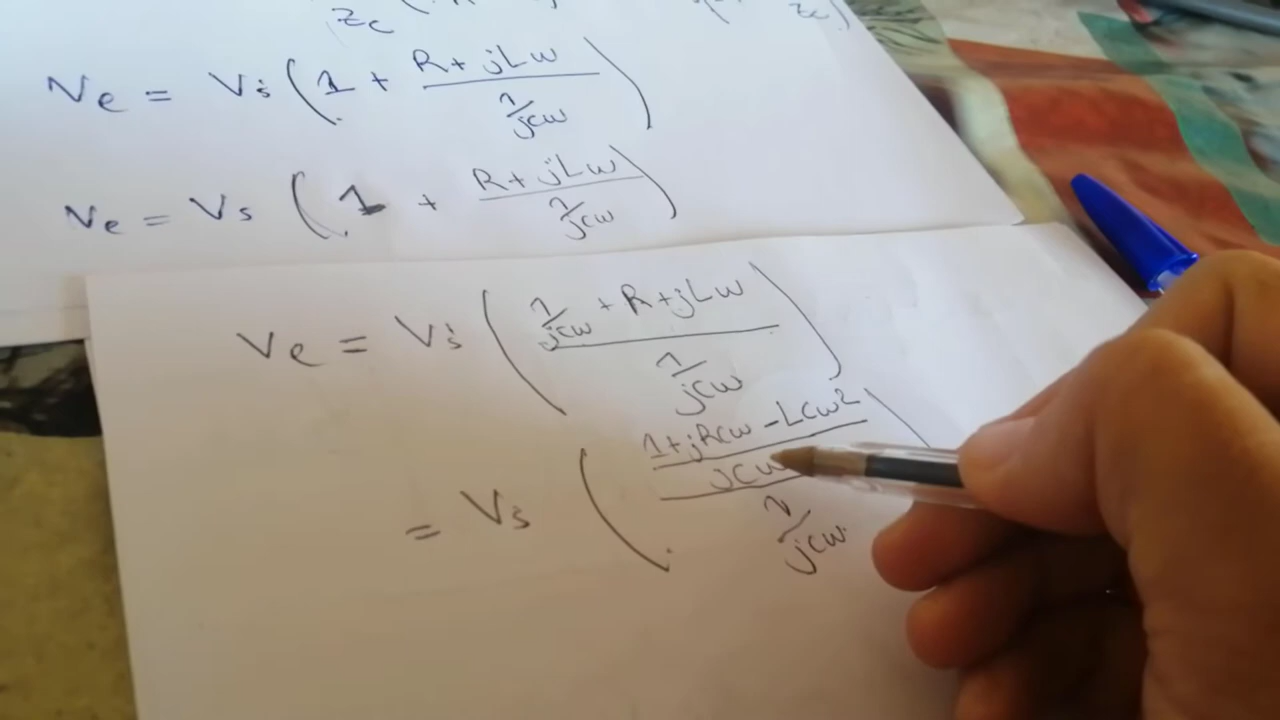 Zc Zc)
Ve = Vs (1 + (R + jLω)/(1/jcω))
Ve = Vs (1 + (R + jLω)/(1/jcω))
Ve = Vs ((1/jcω + R + jLω)/(1/jcω))
= Vs (((1 + jRcω - Lcω²)/jcω)/(1/jcω))